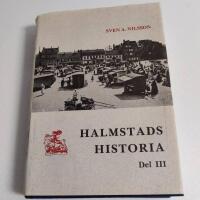 SVEN A. NILSSON
HALMSTADS
HISTORIA
Del III